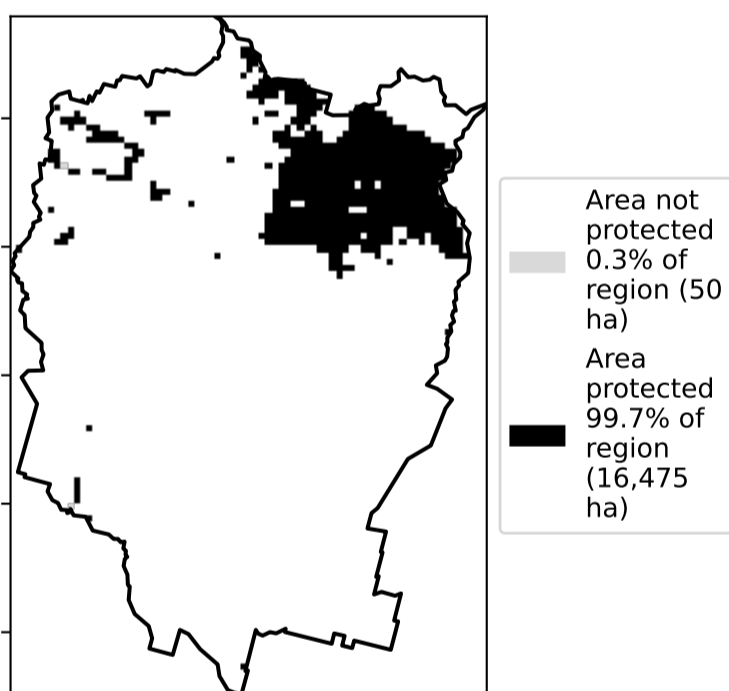 Area not
protected
0.3% of
region (50
ha)
Area
protected
99.7% of
region
(16,475
ha)